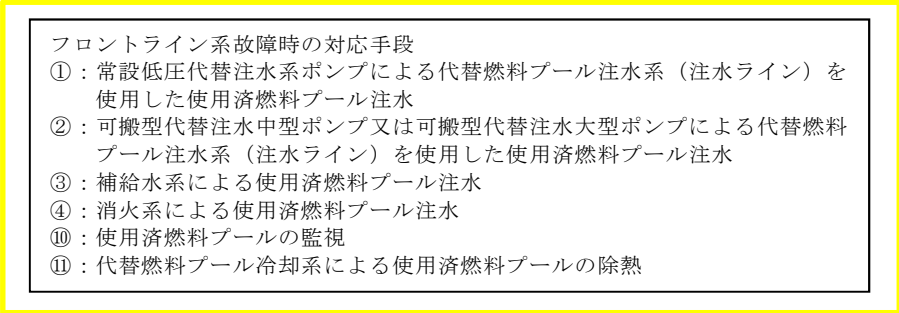 フロントライン系故障時の対応手段
①：常設低圧代替注水系ポンプによる代替燃料プール注水系（注水ライン）を
使用した使用済燃料プール注水
②：可搬型代替注水中型ポンプ又は可搬型代替注水大型ポンプによる代替燃料
プール注水系（注水ライン）を使用した使用済燃料プール注水
③：補給水系による使用済燃料プール注水
④：消火系による使用済燃料プール注水
⑩：使用済燃料プールの監視
⑪：代替燃料プール冷却系による使用済燃料プールの除熱